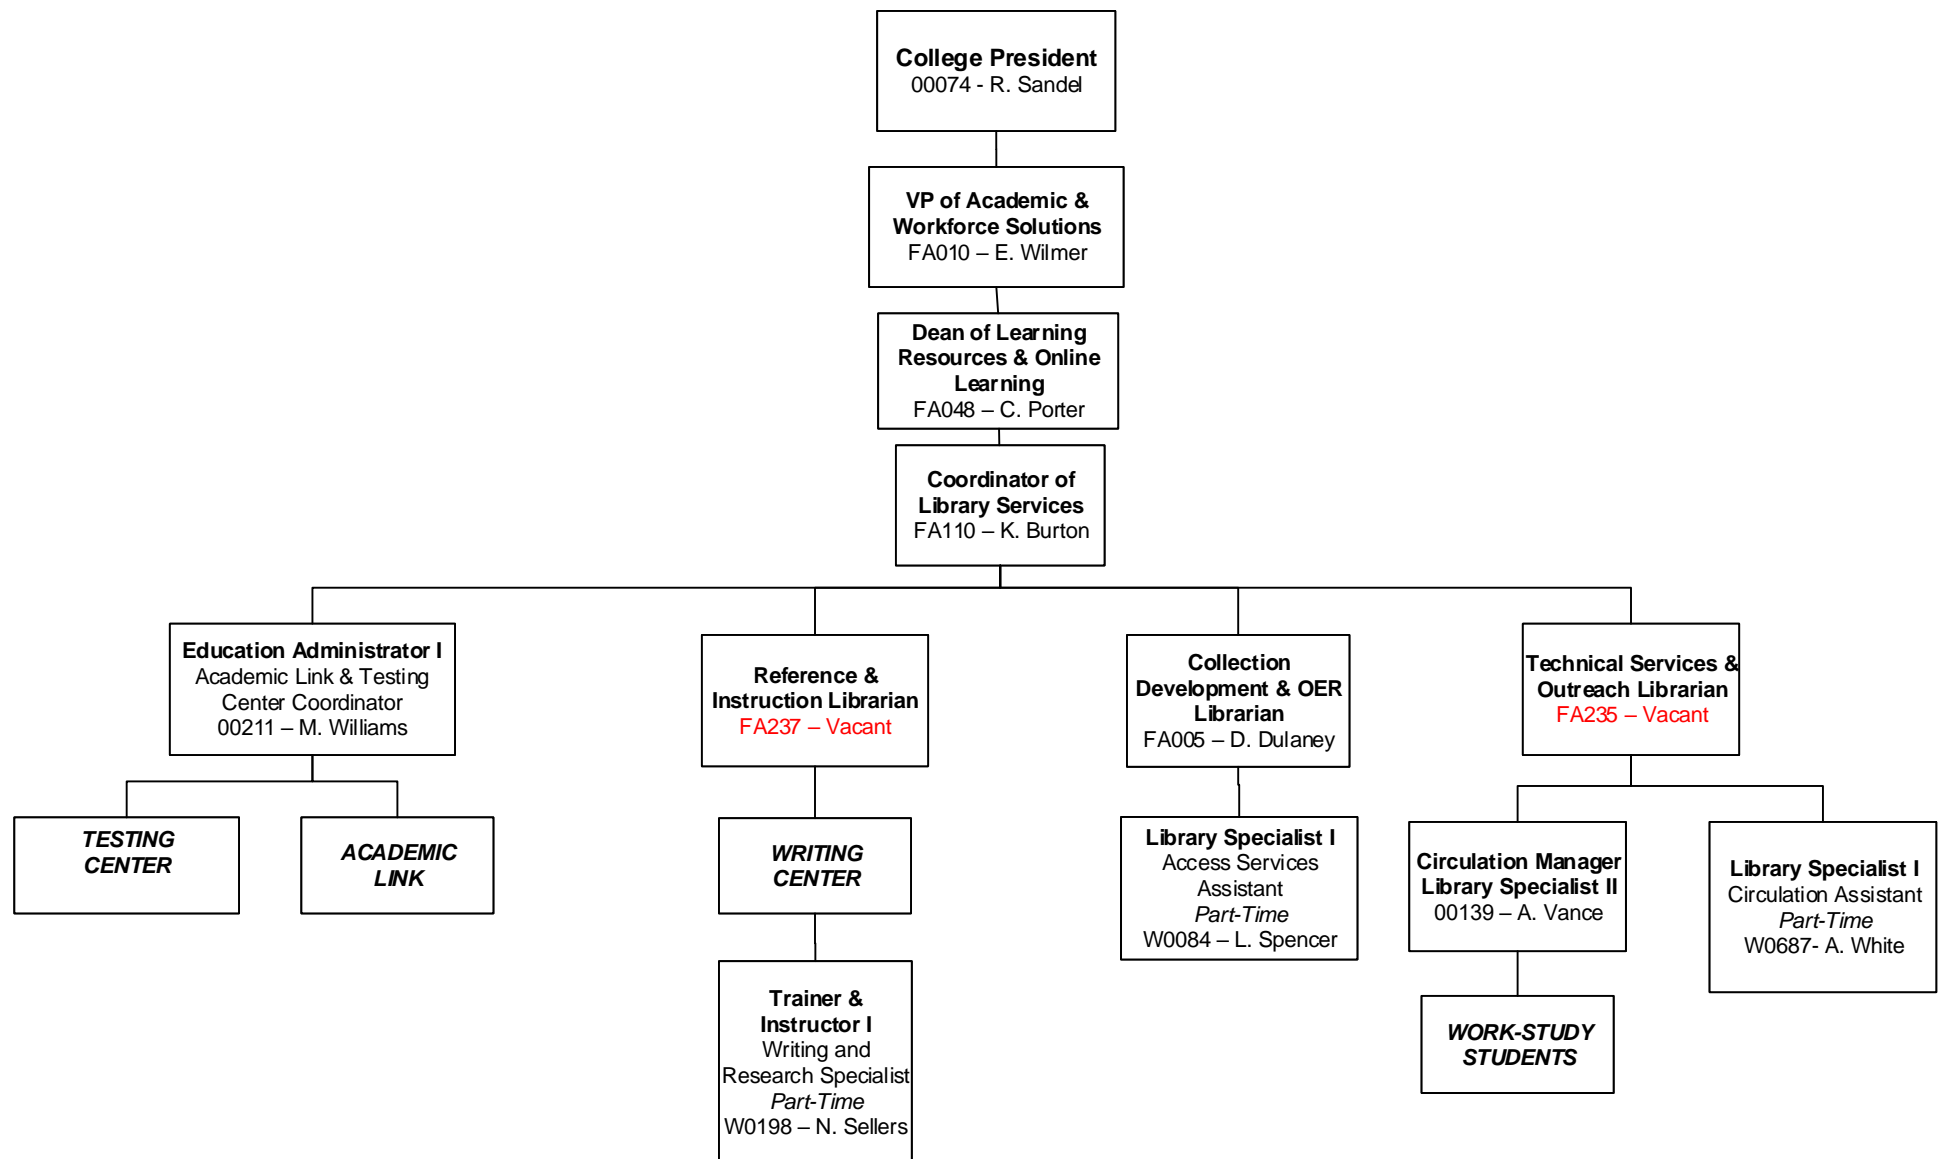 College President
00074 - R. Sandel
VP of Academic &
Workforce Solutions
FA010 – E. Wilmer
Dean of Learning
Resources & Online
Learning
FA048 – C. Porter
Coordinator of
Library Services
FA110 – K. Burton
Education Administrator I
Academic Link & Testing
Center Coordinator
00211 – M. Williams
Reference &
Instruction Librarian
FA237 – Vacant
Collection
Development & OER
Librarian
FA005 – D. Dulaney
Technical Services &
Outreach Librarian
FA235 – Vacant
TESTING
CENTER
ACADEMIC
LINK
WRITING
CENTER
Library Specialist I
Access Services
Assistant
Part-Time
W0084 – L. Spencer
Circulation Manager
Library Specialist II
00139 – A. Vance
Library Specialist I
Circulation Assistant
Part-Time
W0687- A. White
Trainer &
Instructor I
Writing and
Research Specialist
Part-Time
W0198 – N. Sellers
WORK-STUDY
STUDENTS